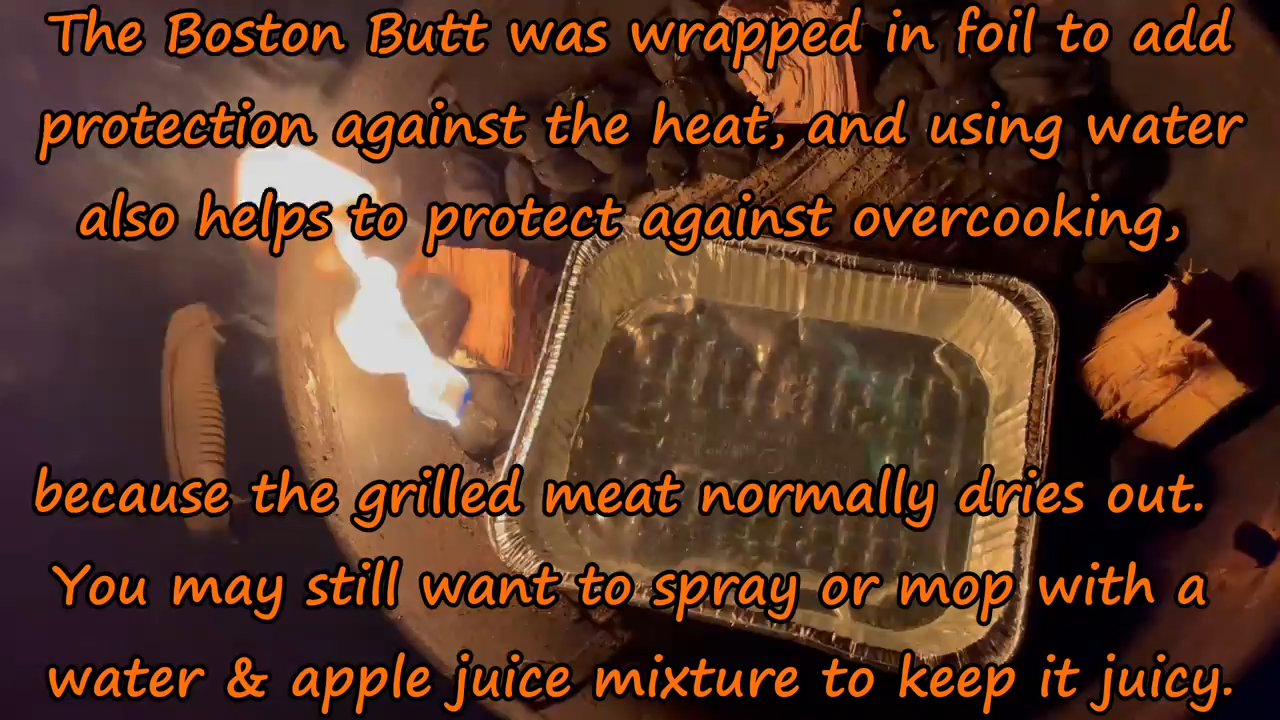 The Boston Butt was wrapped in foil to add
protection against the heat, and using water
also helps to protect against overcooking,
because the grilled meat normally dries out.
You may still want to spray or mop with a
water & apple juice mixture to keep it juicy.